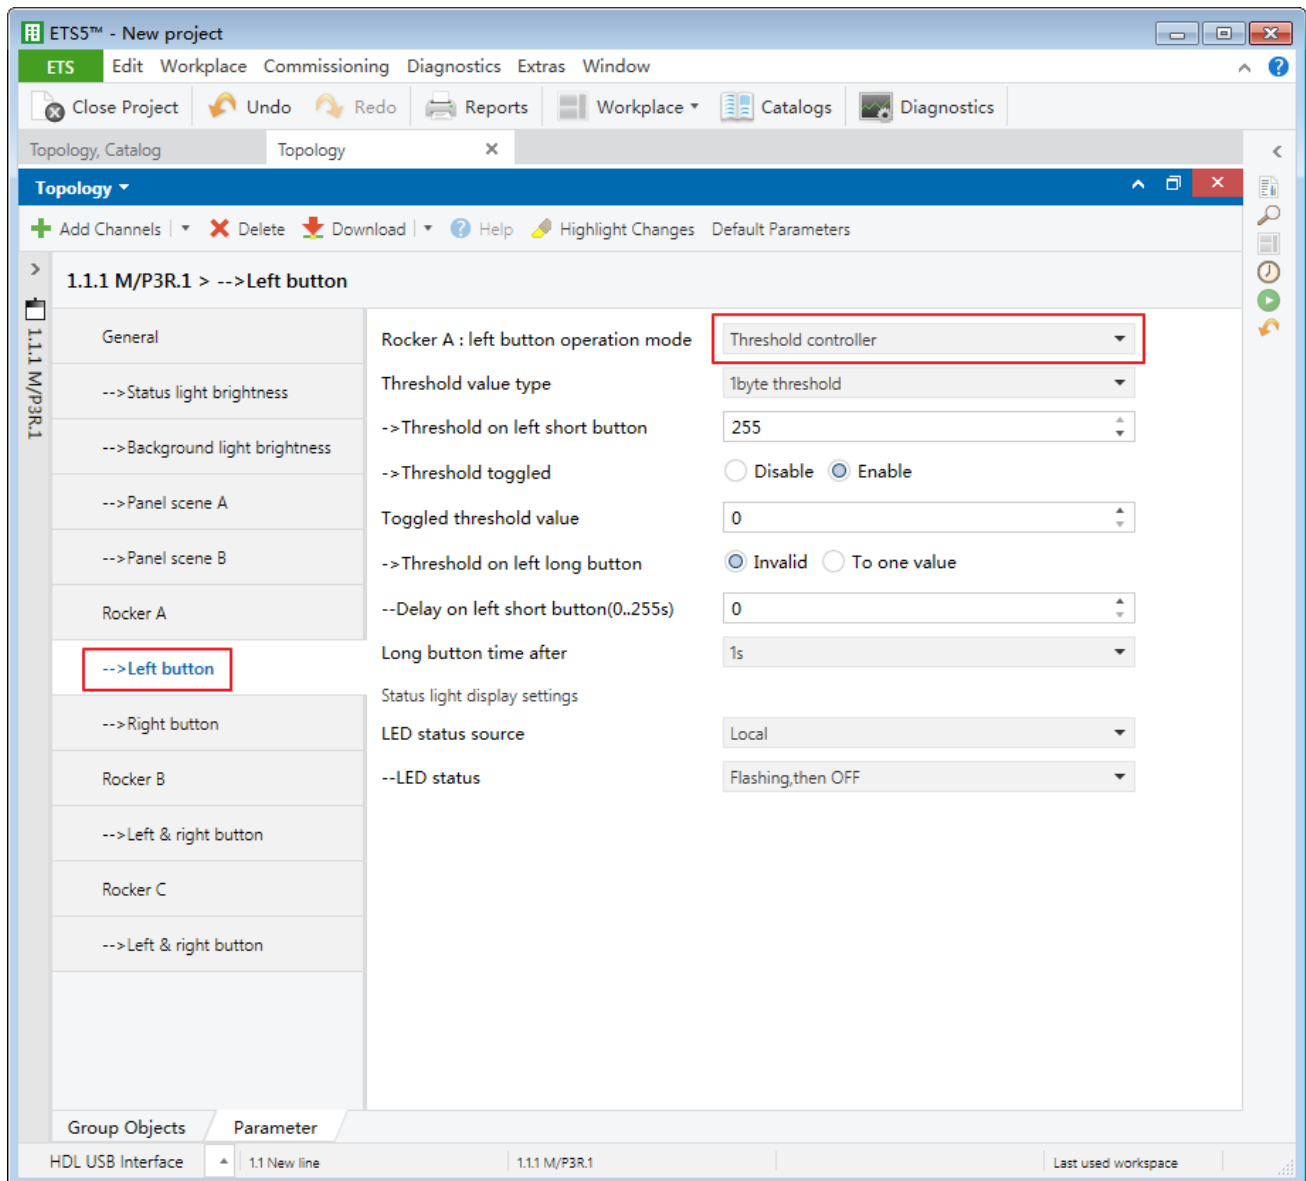 ETS5™ - New project
ETS Edit Workplace Commissioning Diagnostics Extras Window
Close Project Undo Redo Reports Workplace Catalogs Diagnostics
Topology, Catalog Topology
Topology
Add Channels Delete Download Help Highlight Changes Default Parameters
1.1.1 M/P3R.1 > -->Left button
1.1.1 M/P3R.1
General
-->Status light brightness
-->Background light brightness
-->Panel scene A
-->Panel scene B
Rocker A
-->Left button
-->Right button
Rocker B
-->Left & right button
Rocker C
-->Left & right button
Rocker A : left button operation mode Threshold controller
Threshold value type 1byte threshold
->Threshold on left short button 255
->Threshold toggled Disable Enable
Toggled threshold value 0
->Threshold on left long button Invalid To one value
--Delay on left short button(0..255s) 0
Long button time after 1s
Status light display settings
LED status source Local
--LED status Flashing,then OFF
Group Objects Parameter
HDL USB Interface 1.1 New line 1.1.1 M/P3R.1 Last used workspace